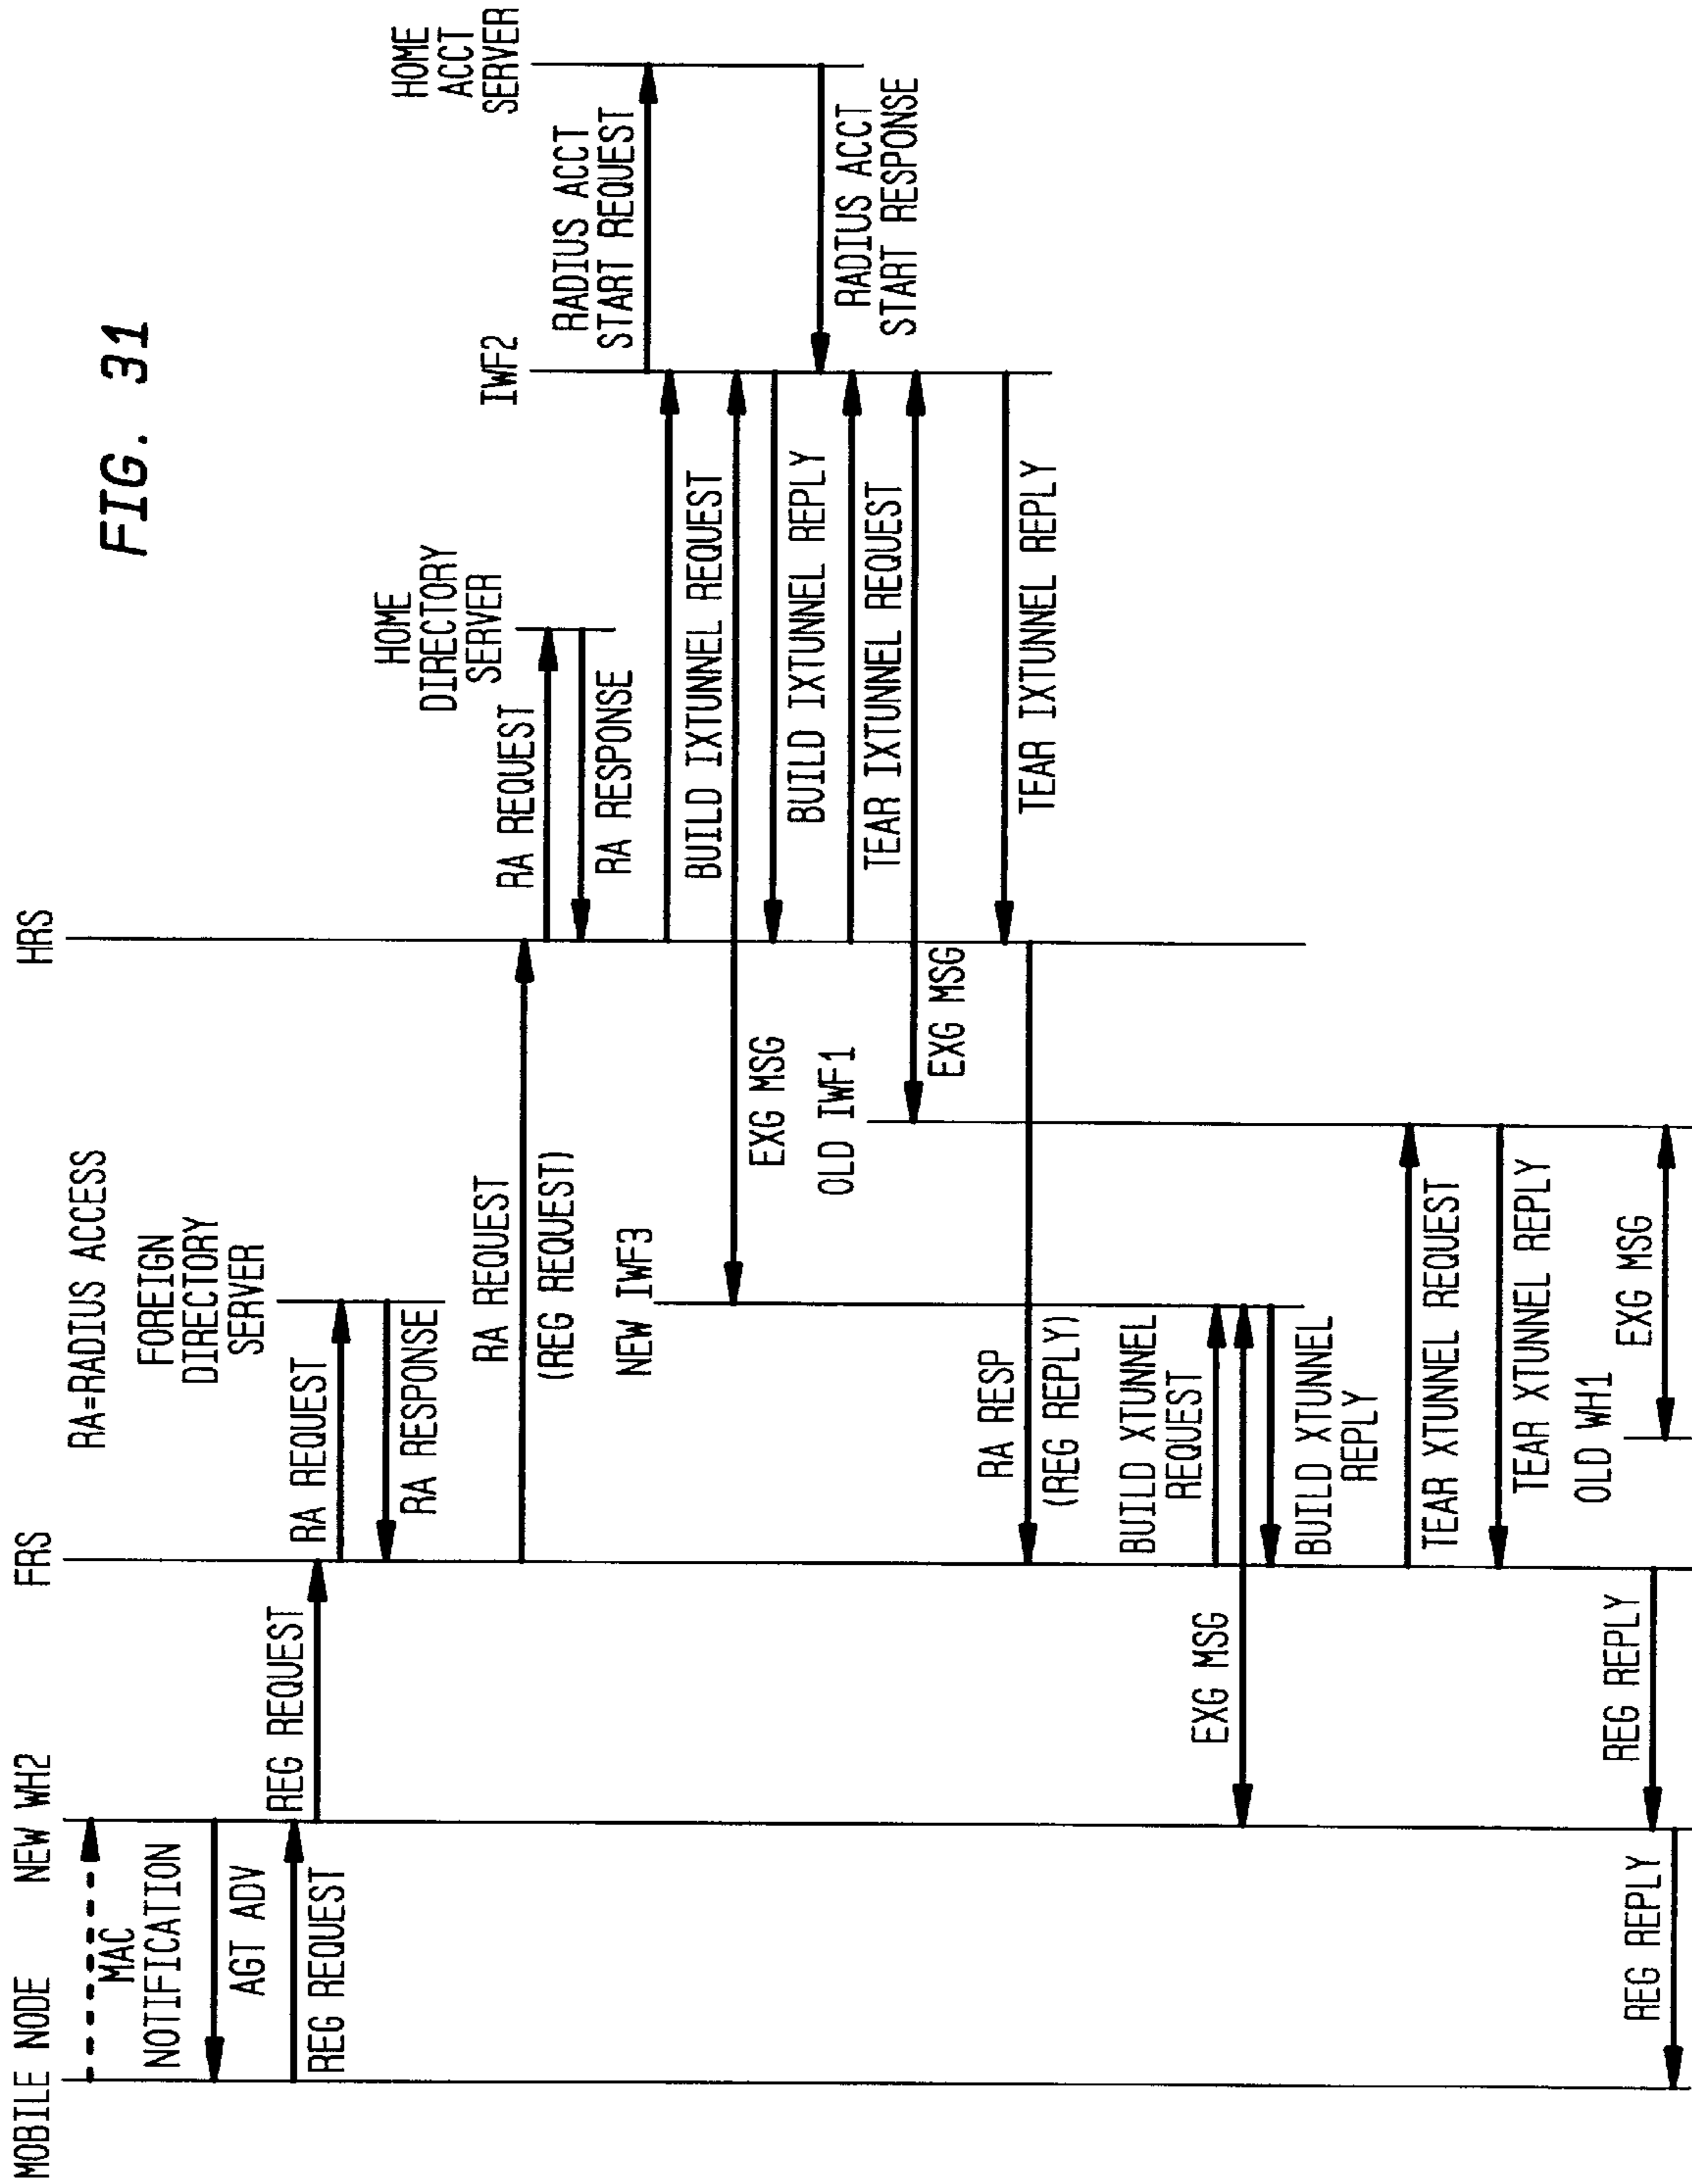 FIG. 31
MOBILE NODE
NEW WH2
FRS
HRS
RA=RADIUS ACCESS
MAC
NOTIFICATION
AGT ADV
REG REQUEST
REG REQUEST
FOREIGN
DIRECTORY
SERVER
RA REQUEST
RA RESPONSE
RA REQUEST
(REG REQUEST)
HOME
DIRECTORY
SERVER
RA REQUEST
RA RESPONSE
IWF2
HOME
ACCT
SERVER
RADIUS ACCT
START REQUEST
BUILD IXTUNNEL REQUEST
NEW IWF3
EXG MSG
BUILD IXTUNNEL REPLY
RADIUS ACCT
START RESPONSE
TEAR IXTUNNEL REQUEST
OLD IWF1
EXG MSG
TEAR IXTUNNEL REPLY
RA RESP
(REG REPLY)
BUILD XTUNNEL
REQUEST
EXG MSG
BUILD XTUNNEL
REPLY
TEAR XTUNNEL REQUEST
TEAR XTUNNEL REPLY
OLD WH1
EXG MSG
REG REPLY
REG REPLY